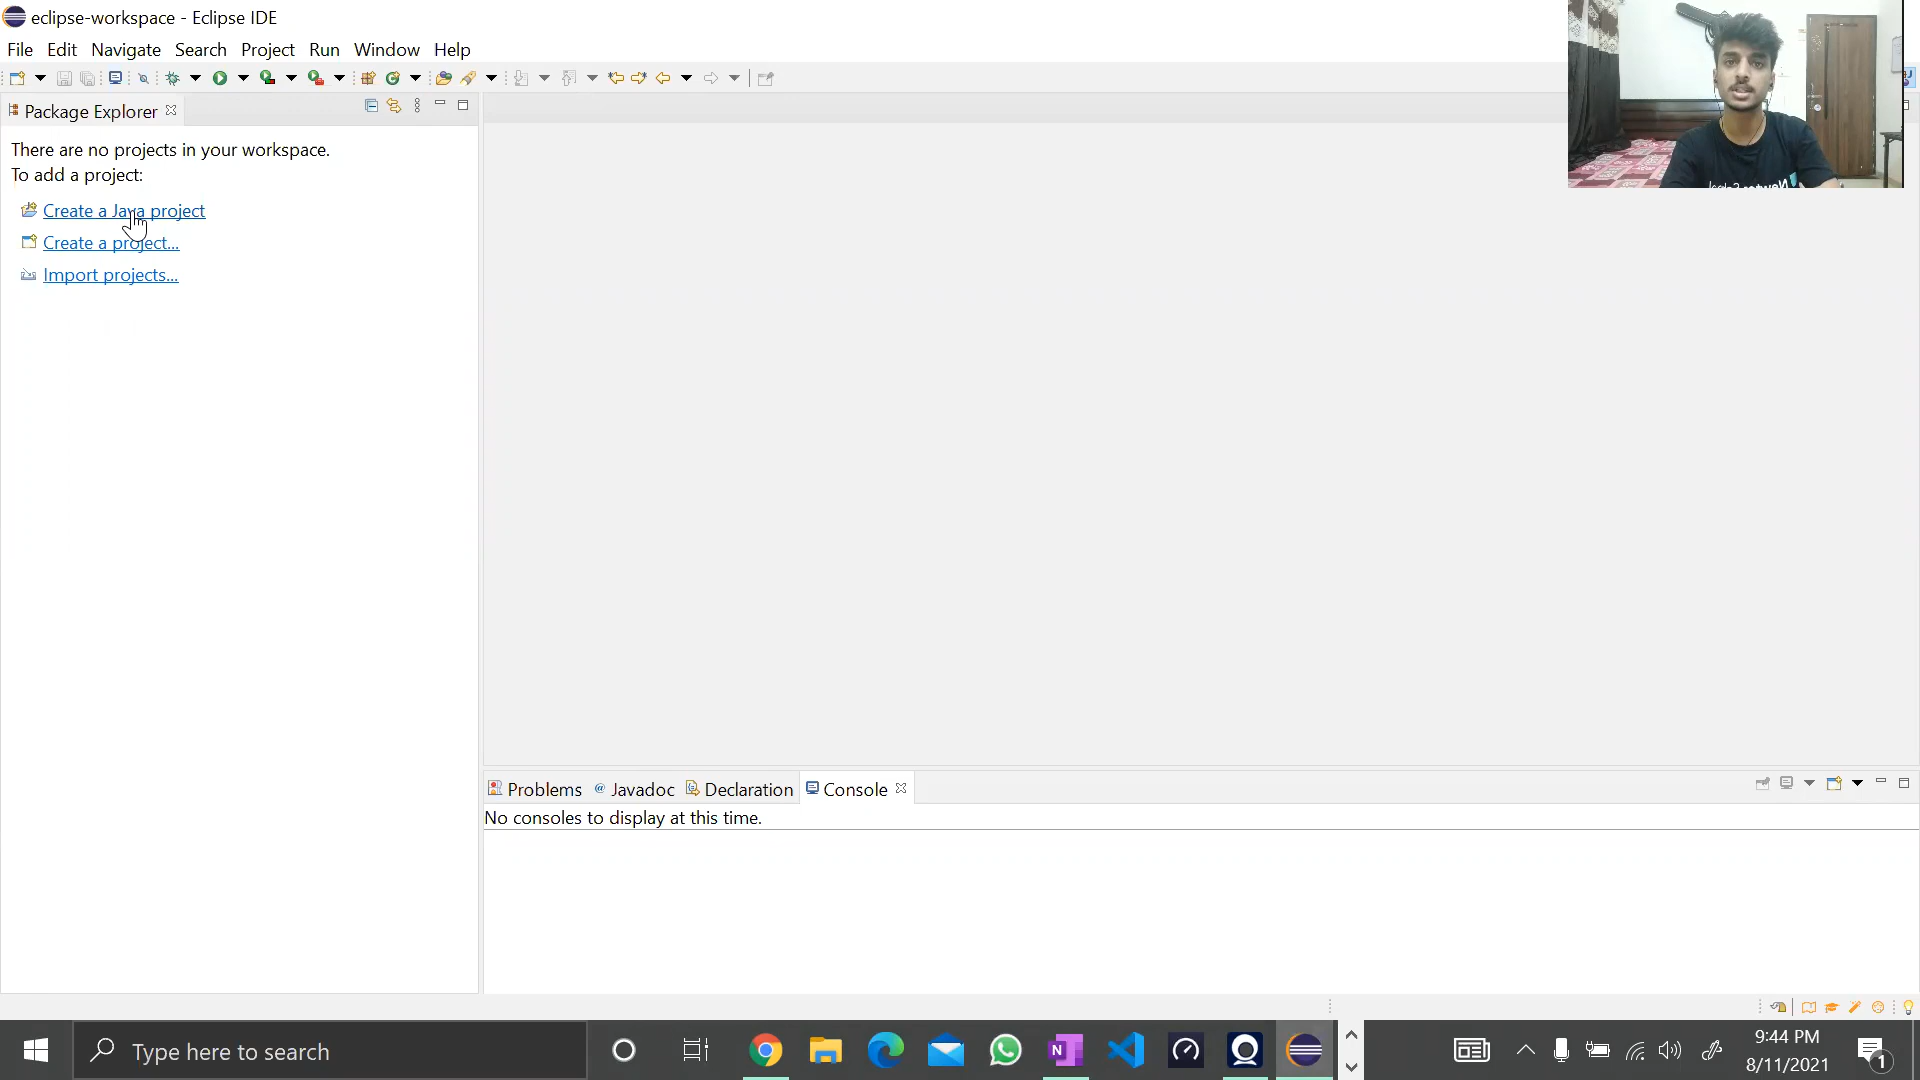 eclipse-workspace - Eclipse IDE
File Edit Navigate Search Project Run Window Help
Package Explorer
There are no projects in your workspace.
To add a project:
Create a Java project
Create a project...
Import projects...
Problems @ Javadoc Declaration Console
No consoles to display at this time.
Type here to search
9:44 PM
8/11/2021
1